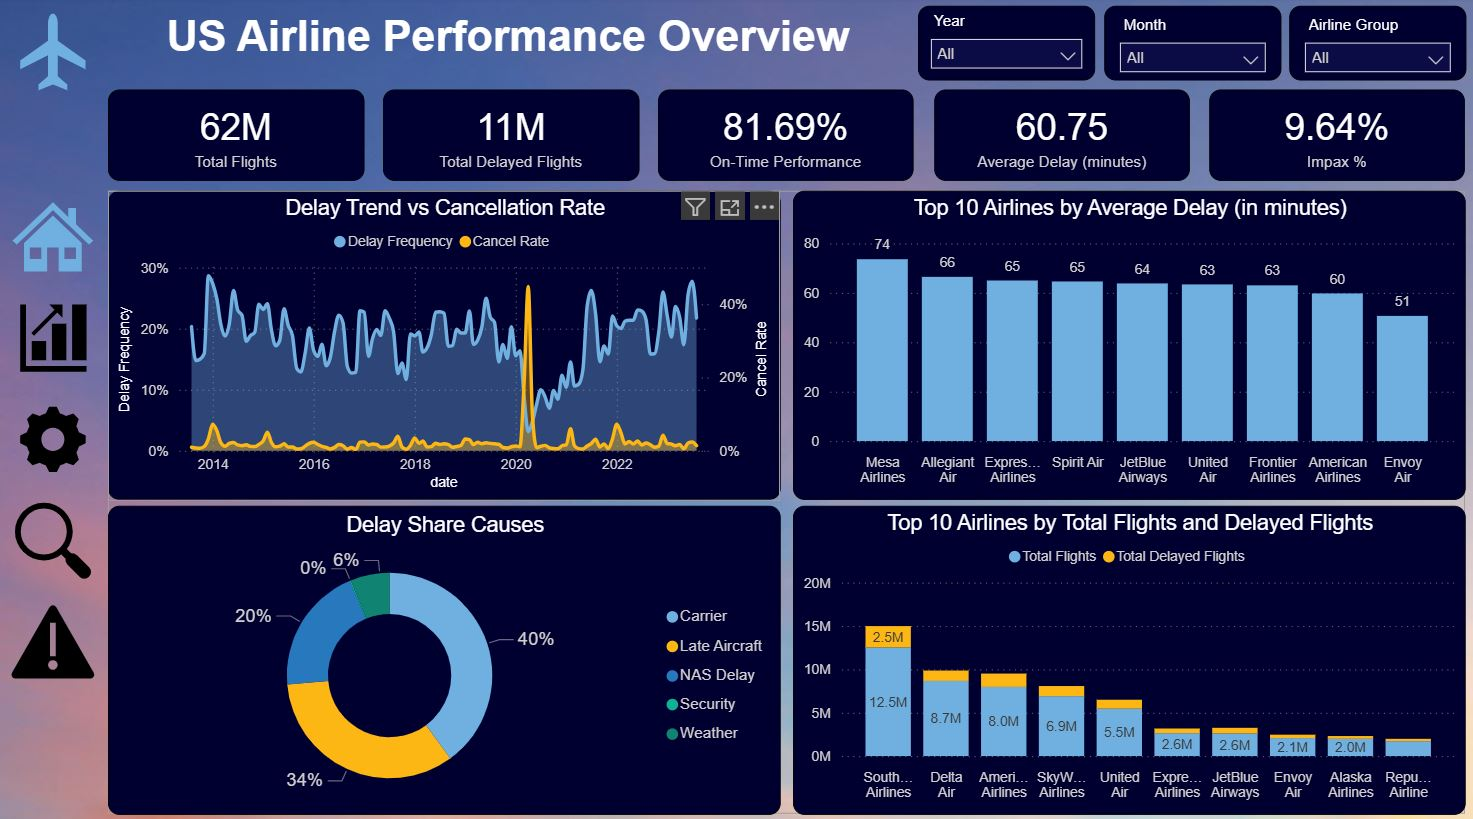 US Airline Performance Overview
Year
All
Month
All
Airline Group
All
62M
Total Flights
11M
Total Delayed Flights
81.69%
On-Time Performance
60.75
Average Delay (minutes)
9.64%
Impax %
Delay Trend vs Cancellation Rate
Delay Frequency
Cancel Rate
30%
20%
10%
0%
Delay Frequency
40%
20%
0%
Cancel Rate
2014
2016
2018
2020
2022
date
Top 10 Airlines by Average Delay (in minutes)
80
60
40
20
0
74
66
65
65
64
63
63
60
51
Mesa
Airlines
Allegiant
Air
Expres...
Airlines
Spirit Air
JetBlue
Airways
United
Air
Frontier
Airlines
American
Airlines
Envoy
Air
Delay Share Causes
0%
6%
20%
40%
34%
Carrier
Late Aircraft
NAS Delay
Security
Weather
Top 10 Airlines by Total Flights and Delayed Flights
Total Flights
Total Delayed Flights
20M
15M
10M
5M
0M
2.5M
12.5M
8.7M
8.0M
6.9M
5.5M
2.6M
2.6M
2.1M
2.0M
South...
Airlines
Delta
Air
Ameri...
Airlines
SkyW...
Airlines
United
Air
Expre...
Airlines
JetBlue
Airways
Envoy
Air
Alaska
Airlines
Repu...
Airline